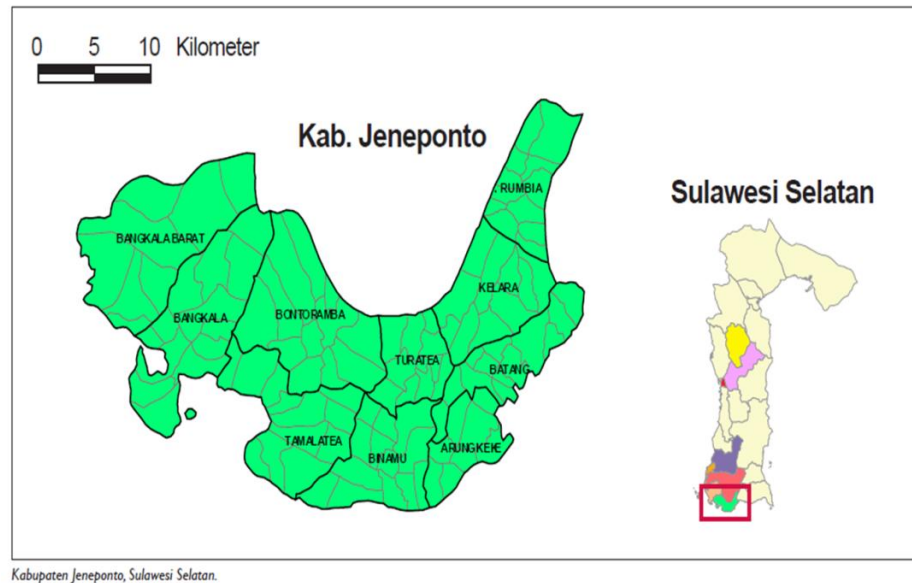 0 5 10 Kilometer
Kab. Jeneponto
RUMBIA
Sulawesi Selatan
BANGKALA BARAT
KELARA
BANGKALA
BONTORAMBA
TURATEA
BATANG
TAMALATEA
BINAMU
ARUNGKEKE
Kabupaten Jeneponto, Sulawesi Selatan.